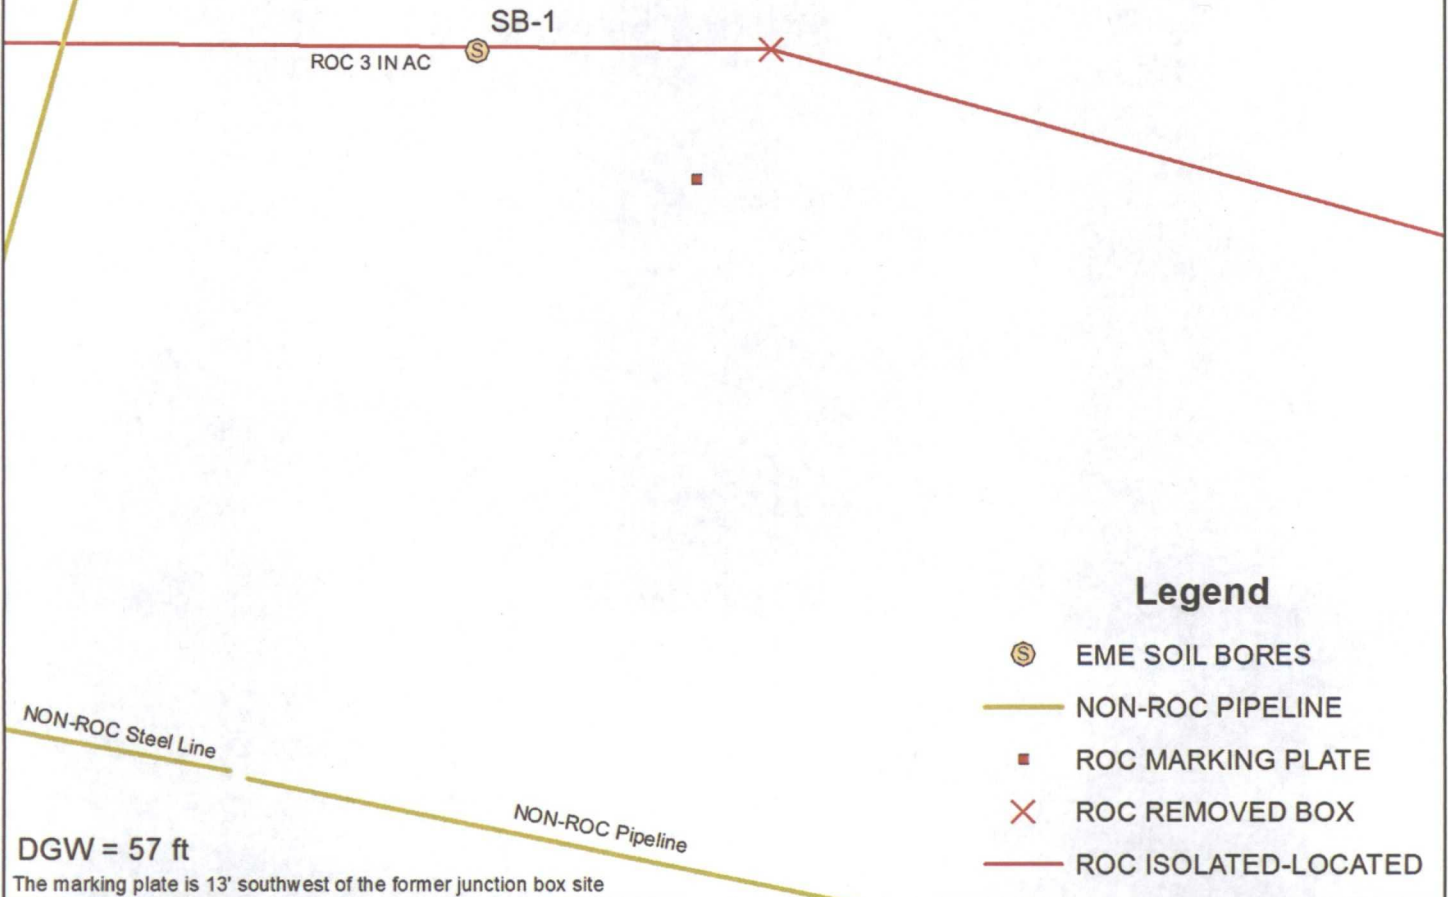 SB-1
ROC 3 IN AC
S
Legend
S EME SOIL BORES
NON-ROC PIPELINE
ROC MARKING PLATE
ROC REMOVED BOX
ROC ISOLATED-LOCATED
NON-ROC Steel Line
NON-ROC Pipeline
DGW = 57 ft
The marking plate is 13' southwest of the former junction box site